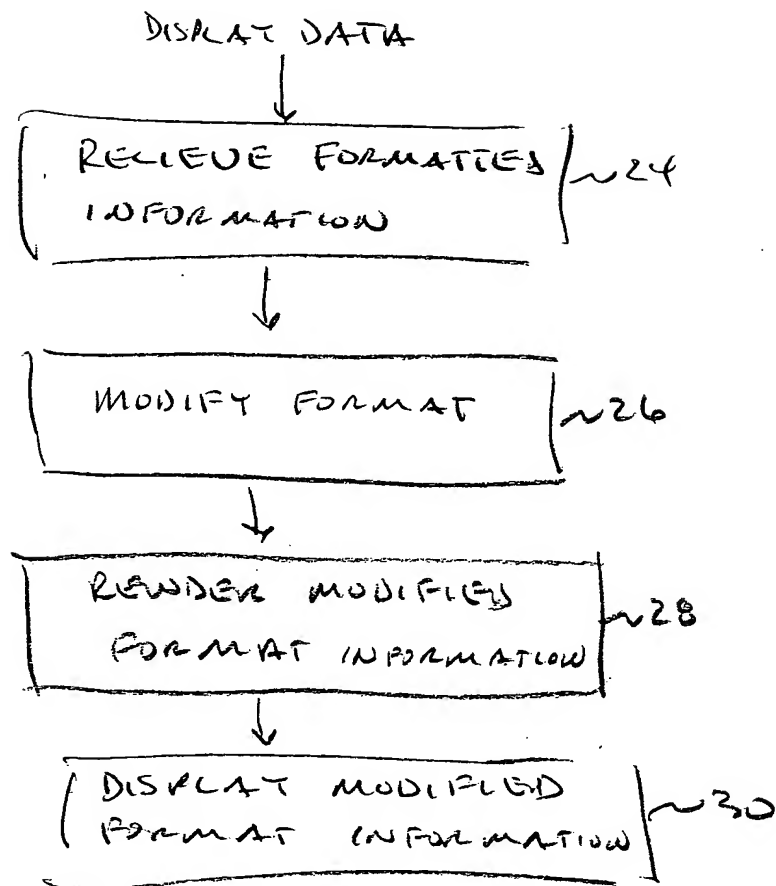 DISPLAY DATA
RECIEVE FORMATTED
~24
INFORMATION
MODIFY FORMAT
~26
RENDER MODIFIED
~28
FORMAT INFORMATION
DISPLAY MODIFIED
~30
FORMAT INFORMATION